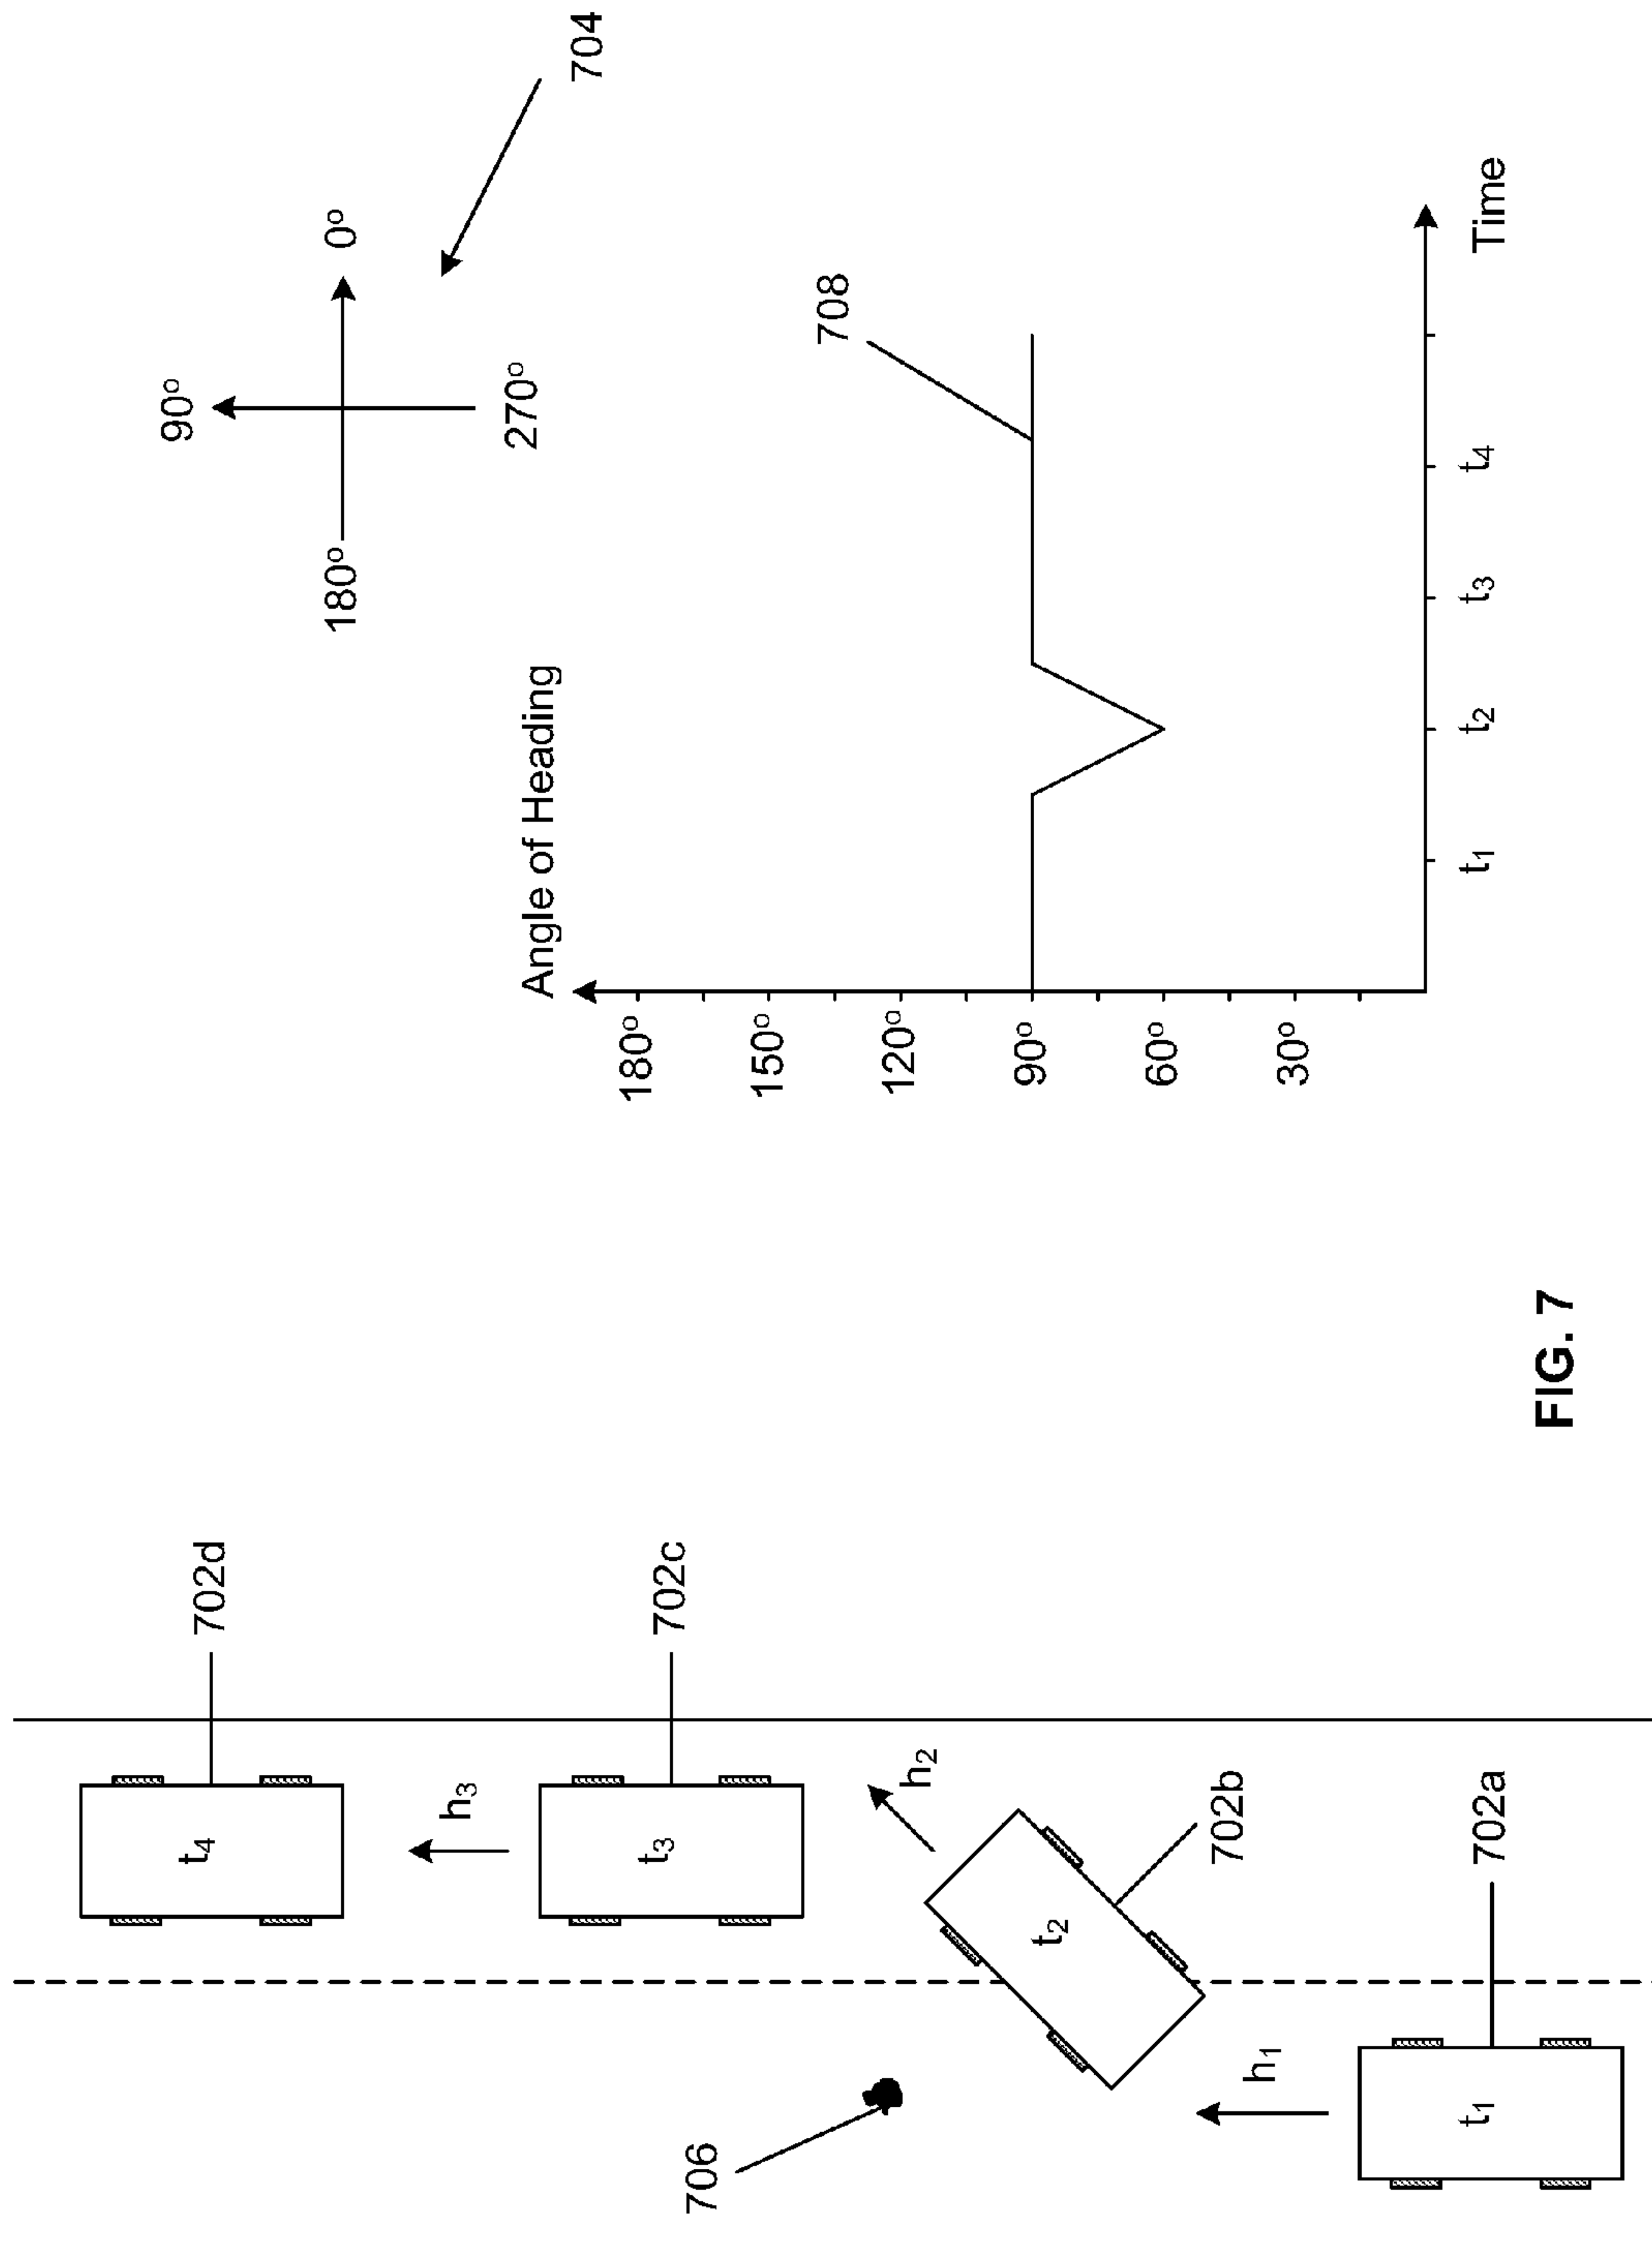 702d
t₄
h₃
702c
t₃
706
h₂
t₂
702b
h₁
t₁
702a
90°
180°
0°
270°
704
Angle of Heading
180°
150°
708
120°
90°
60°
30°
t₁
t₂
t₃
t₄
Time
FIG. 7